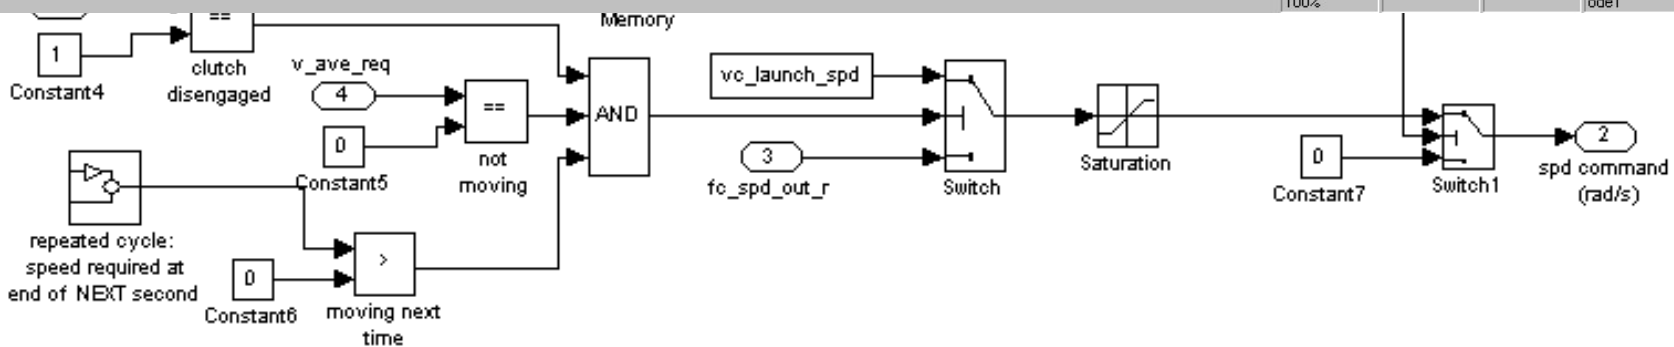 100%
ode1
Memory
==
1
Constant4
clutch
disengaged
v_ave_req
4
0
Constant5
==
not
moving
AND
vc_launch_spd
3
fc_spd_out_r
Switch
Saturation
0
Constant7
Switch1
2
spd command
(rad/s)
repeated cycle:
speed required at
end of NEXT second
0
Constant6
>
moving next
time